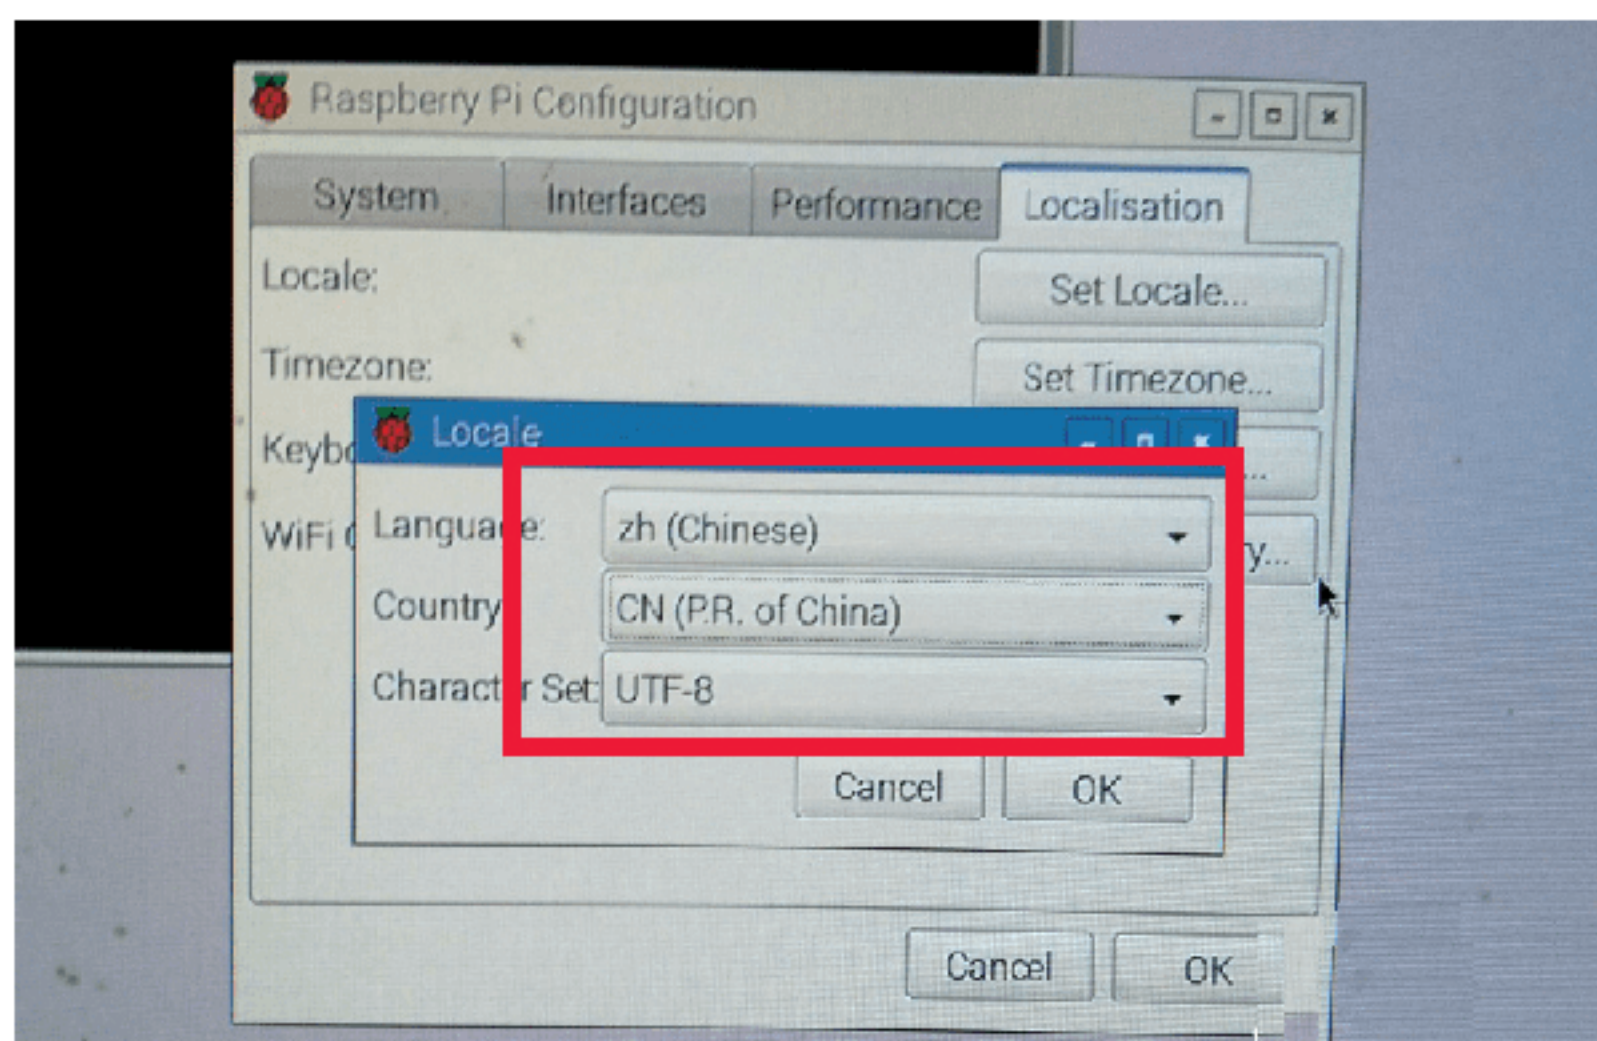 Raspberry Pi Configuration
System Interfaces Performance Localisation
Locale: Set Locale...
Timezone: Set Timezone...
Locale
Language: zh (Chinese)
Country CN (P.R. of China)
Character Set: UTF-8
Cancel OK
Cancel OK